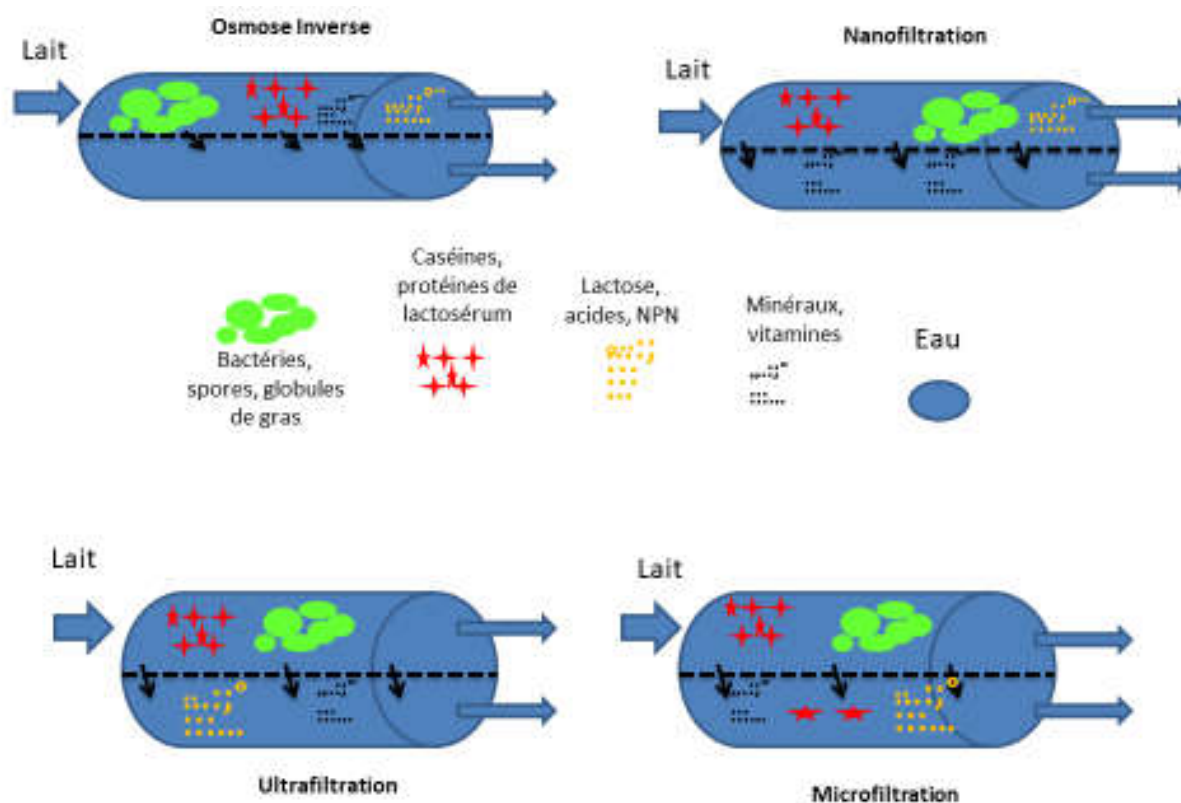 Osmose Inverse
Lait
Nanofiltration
Lait
Caséines,
protéines de
lactosérum
Lactose,
acides, NPN
Minéraux,
vitamines
Eau
Bactéries,
spores, globules
de gras
Lait
Lait
Ultrafiltration
Microfiltration